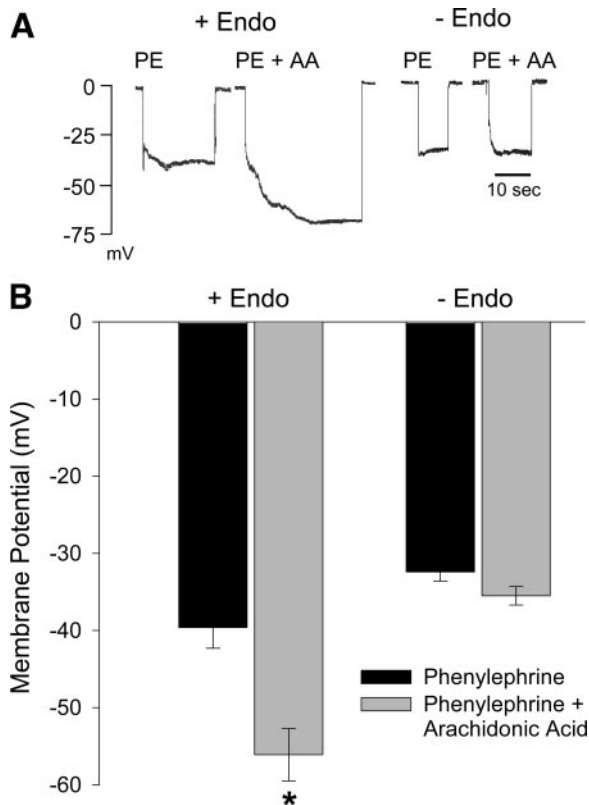 A
+ Endo
- Endo
PE
PE + AA
PE
PE + AA
0
-25
-50
-75
mV
10 sec
B
+ Endo
- Endo
0
-10
-20
-30
-40
-50
-60
Membrane Potential (mV)
Phenylephrine
Phenylephrine +
Arachidonic Acid
*